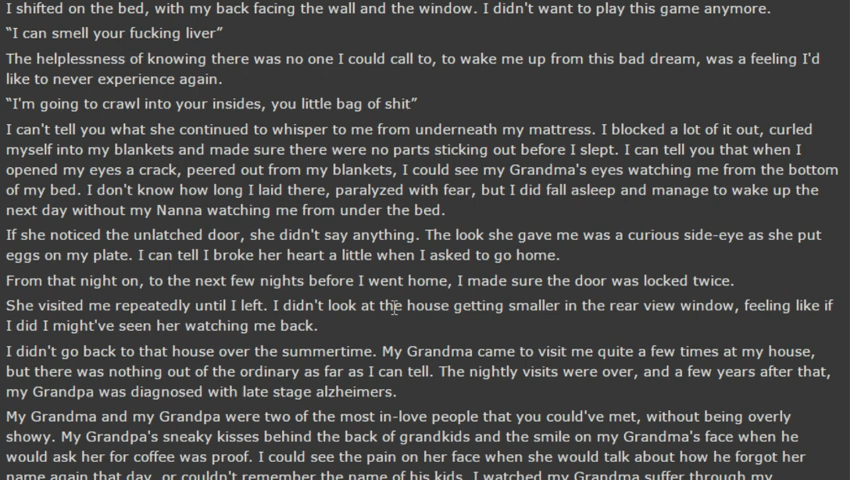 I shifted on the bed, with my back facing the wall and the window. I didn't want to play this game anymore.
“I can smell your fucking liver”
The helplessness of knowing there was no one I could call to, to wake me up from this bad dream, was a feeling I'd
like to never experience again.
“I'm going to crawl into your insides, you little bag of shit”
I can't tell you what she continued to whisper to me from underneath my mattress. I blocked a lot of it out, curled
myself into my blankets and made sure there were no parts sticking out before I slept. I can tell you that when I
opened my eyes a crack, peered out from my blankets, I could see my Grandma's eyes watching me from the bottom
of my bed. I don't know how long I laid there, paralyzed with fear, but I did fall asleep and manage to wake up the
next day without my Nanna watching me from under the bed.
If she noticed the unlatched door, she didn't say anything. The look she gave me was a curious side-eye as she put
eggs on my plate. I can tell I broke her heart a little when I asked to go home.
From that night on, to the next few nights before I went home, I made sure the door was locked twice.
She visited me repeatedly until I left. I didn't look at the house getting smaller in the rear view window, feeling like if
I did I might've seen her watching me back.
I didn't go back to that house over the summertime. My Grandma came to visit me quite a few times at my house,
but there was nothing out of the ordinary as far as I can tell. The nightly visits were over, and a few years after that,
my Grandpa was diagnosed with late stage alzheimers.
My Grandma and my Grandpa were two of the most in-love people that you could've met, without being overly
showy. My Grandpa's sneaky kisses behind the back of grandkids and the smile on my Grandma's face when he
would ask her for coffee was proof. I could see the pain on her face when she would talk about how he forgot her
name again that day, or couldn't remember the name of his kids. I watched my Grandma suffer through my